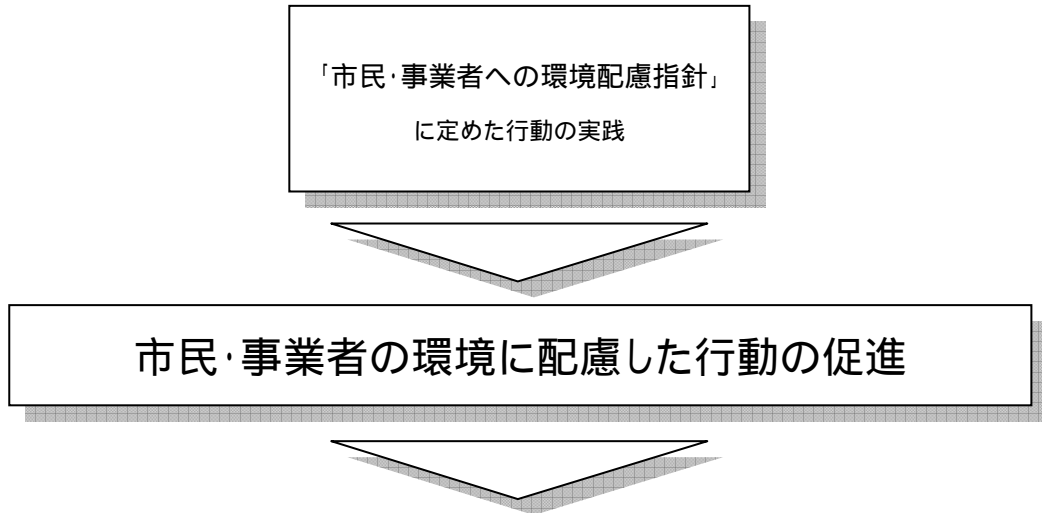 「市民・事業者への環境配慮指針」
に定めた行動の実践
市民・事業者の環境に配慮した行動の促進